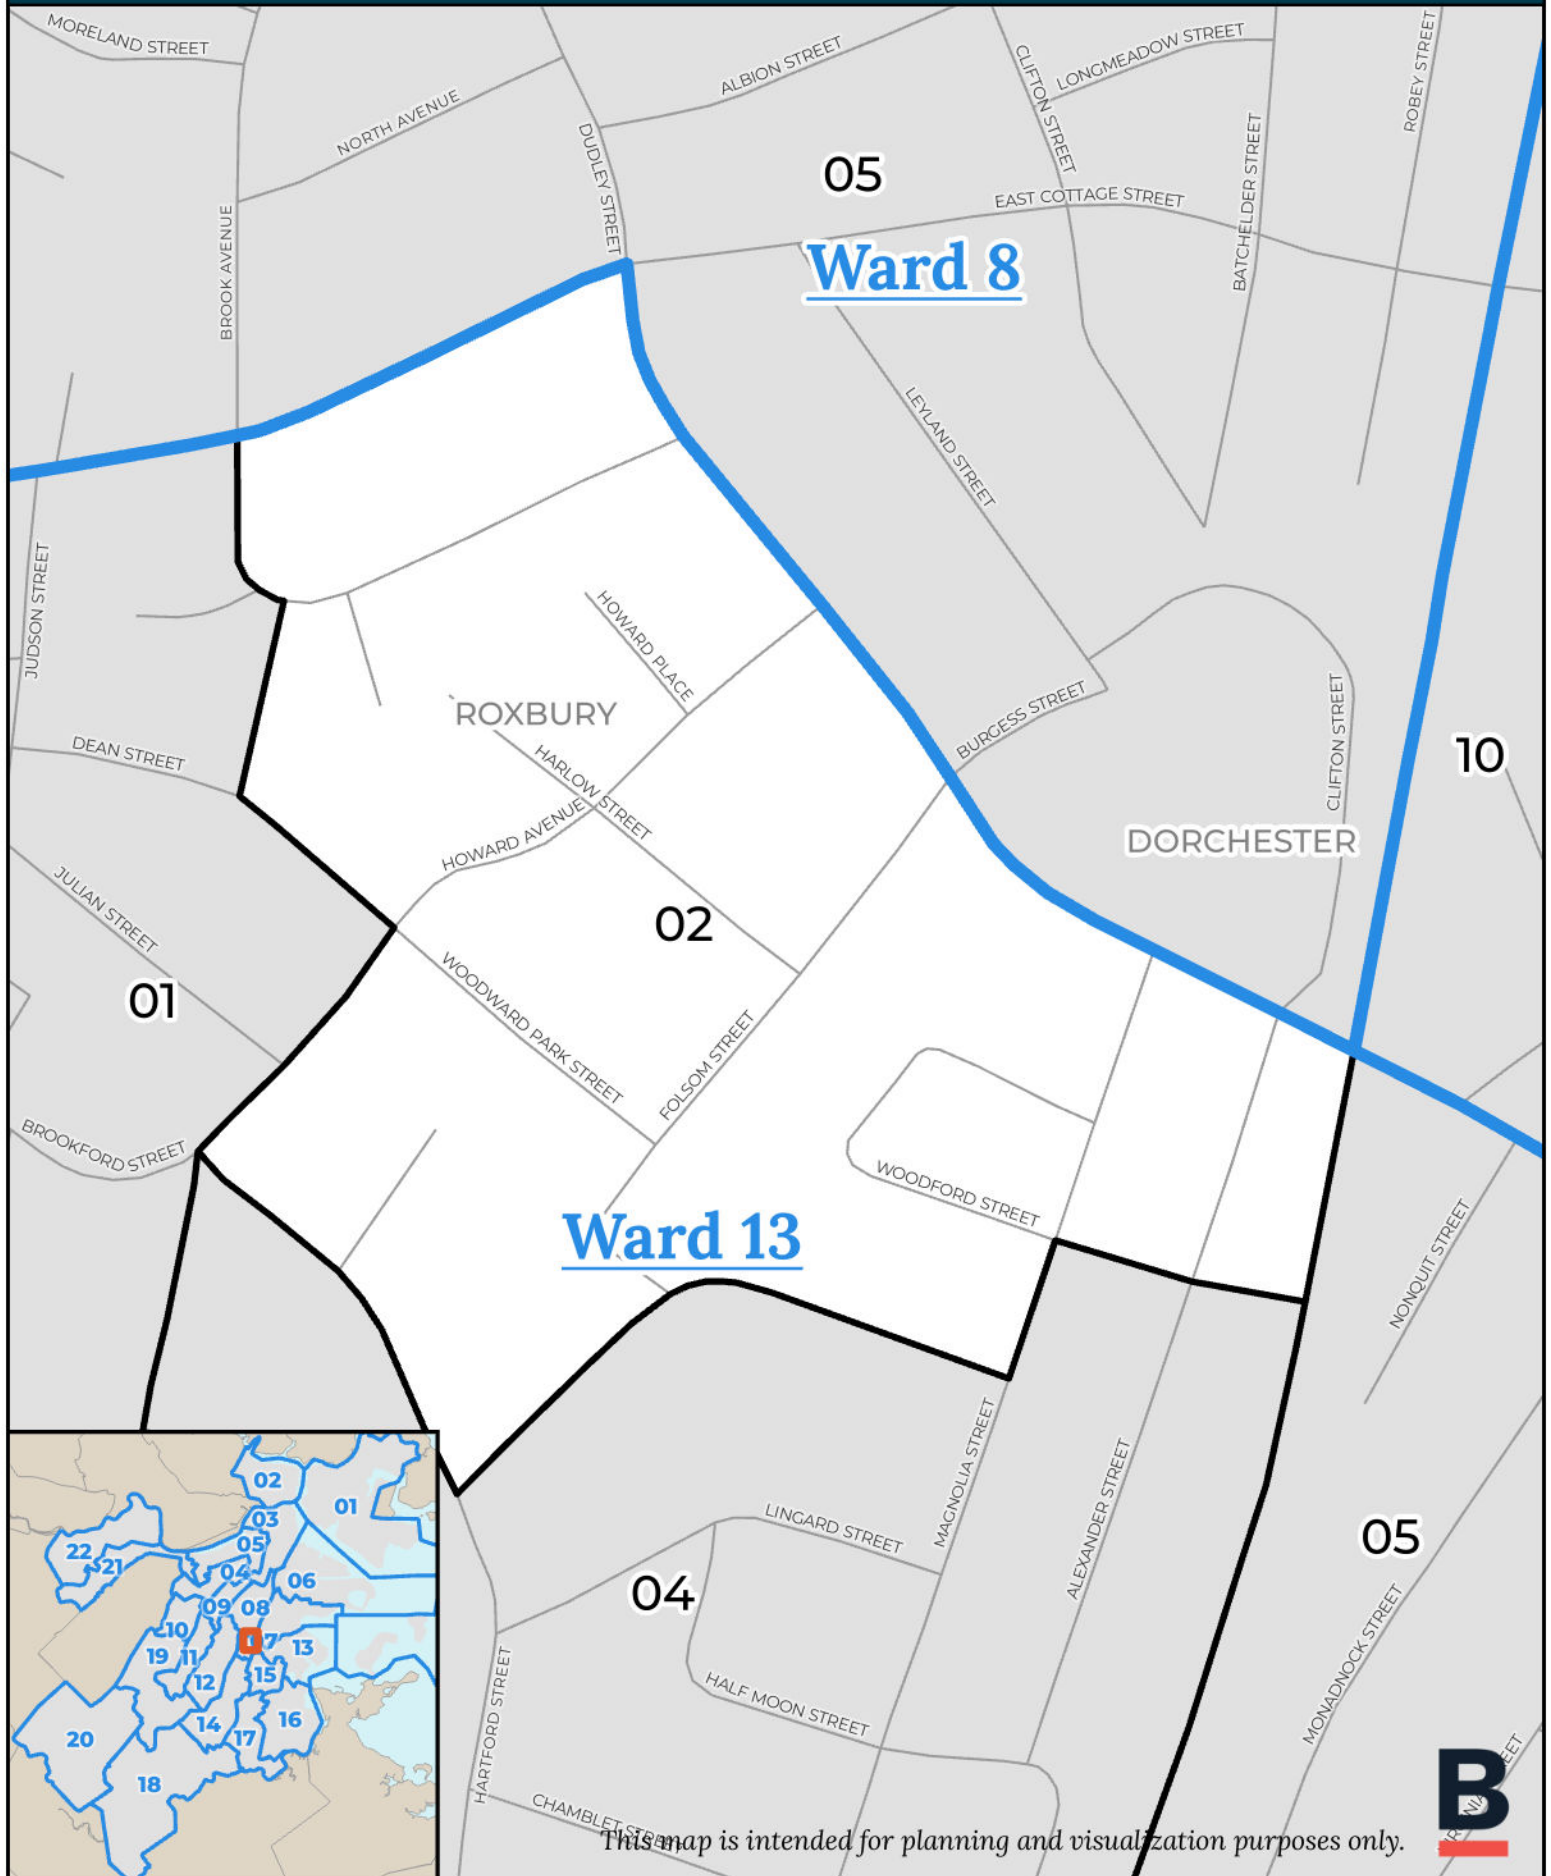 MORELAND STREET
NORTH AVENUE
ALBION STREET
CLIFTON STREET
LONGMEADOW STREET
ROBEY STREET
DUDLEY STREET
05
EAST COTTAGE STREET
BATCHELDER STREET
BROOK AVENUE
Ward 8
LEYLAND STREET
JUDSON STREET
HOWARD PLACE
ROXBURY
BURGESS STREET
CLIFTON STREET
DEAN STREET
HARLOW STREET
10
HOWARD AVENUE
DORCHESTER
JULIAN STREET
02
WOODWARD PARK STREET
01
FOLSOM STREET
BROOKFORD STREET
WOODFORD STREET
Ward 13
NONQUIT STREET
MAGNOLIA STREET
ALEXANDER STREET
LINGARD STREET
05
04
MONADNOCK STREET
HARTFORD STREET
HALF MOON STREET
CHAMBLET STREET
02
01
03
05
22
21
04
06
09
08
10
7
13
19
11
12
15
14
16
17
20
18
B
This map is intended for planning and visualization purposes only.